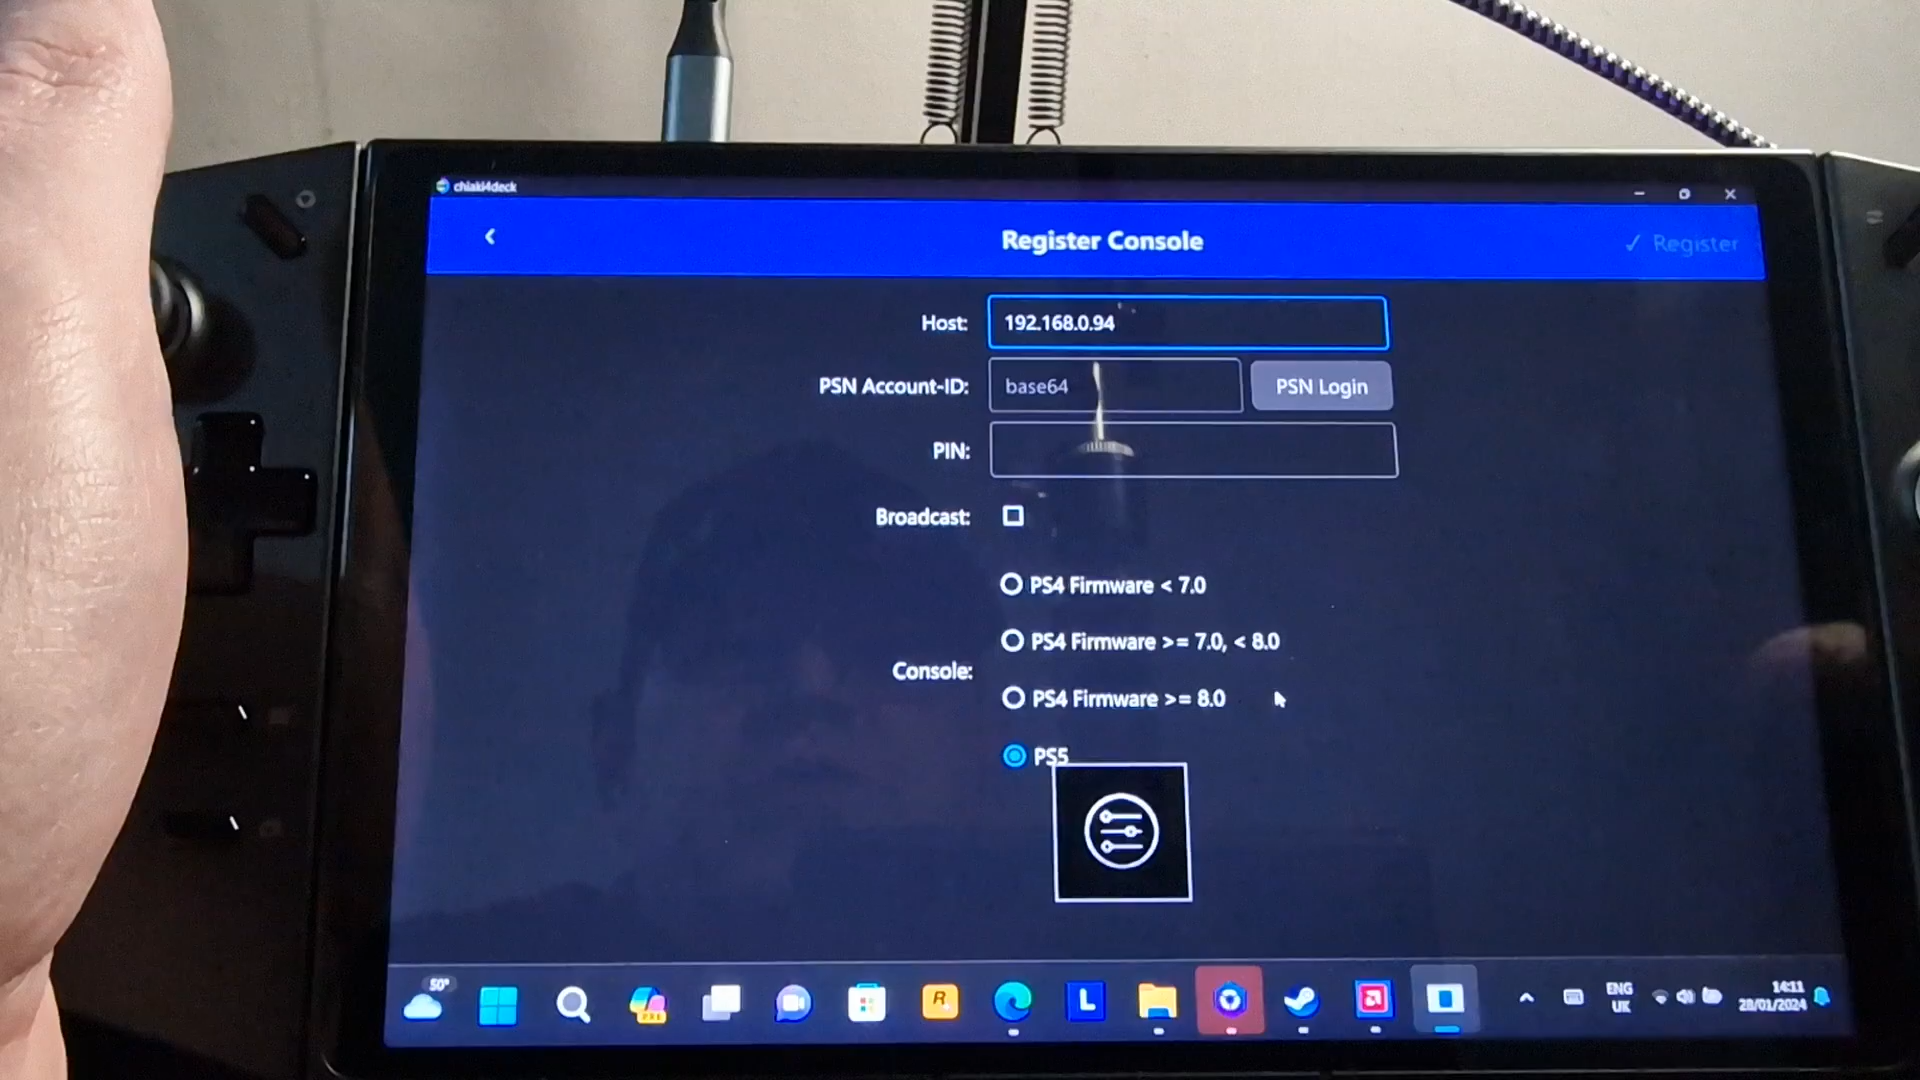 chiaki4deck
Register Console
✓ Register
Host:
192.168.0.94
PSN Account-ID:
base64
PSN Login
PIN:
Broadcast:
PS4 Firmware < 7.0
PS4 Firmware >= 7.0, < 8.0
Console:
PS4 Firmware >= 8.0
PS5
50°
PRE
R
L
ENG
UK
14:11
28/01/2024